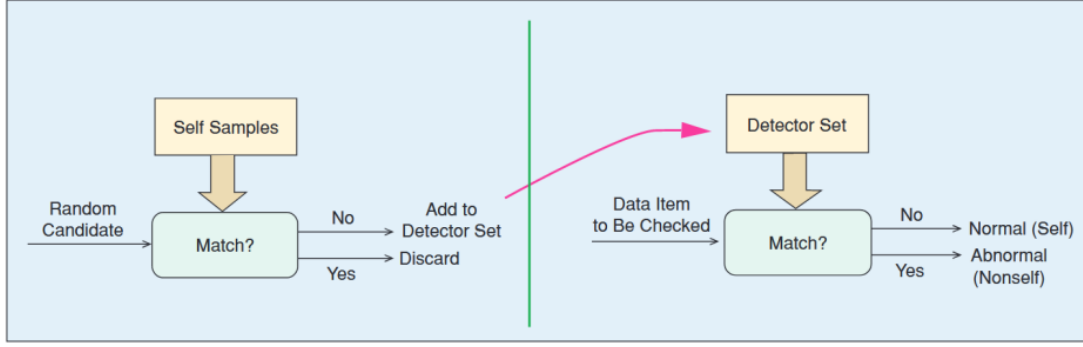 Self Samples
Random
Candidate
Match?
No
Yes
Add to
Detector Set
Discard
Detector Set
Data Item
to Be Checked
Match?
No
Yes
Normal (Self)
Abnormal
(Nonself)